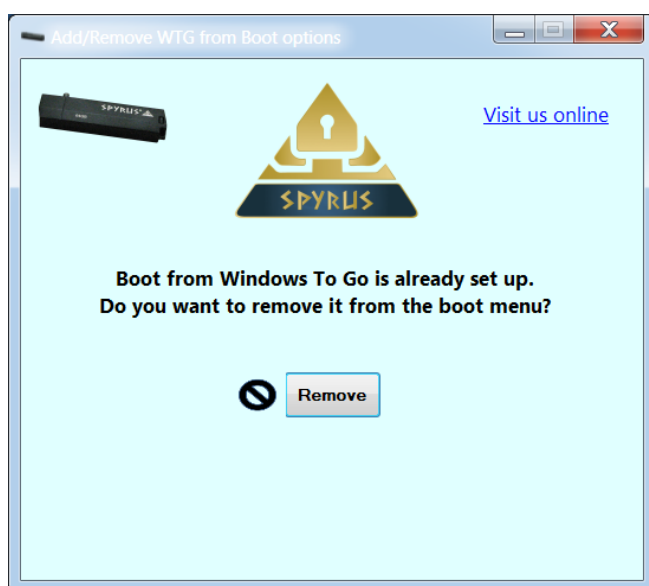 Add/Remove WTG from Boot options
SPYRUS
Visit us online
SPYRUS
Boot from Windows To Go is already set up.
Do you want to remove it from the boot menu?
Remove